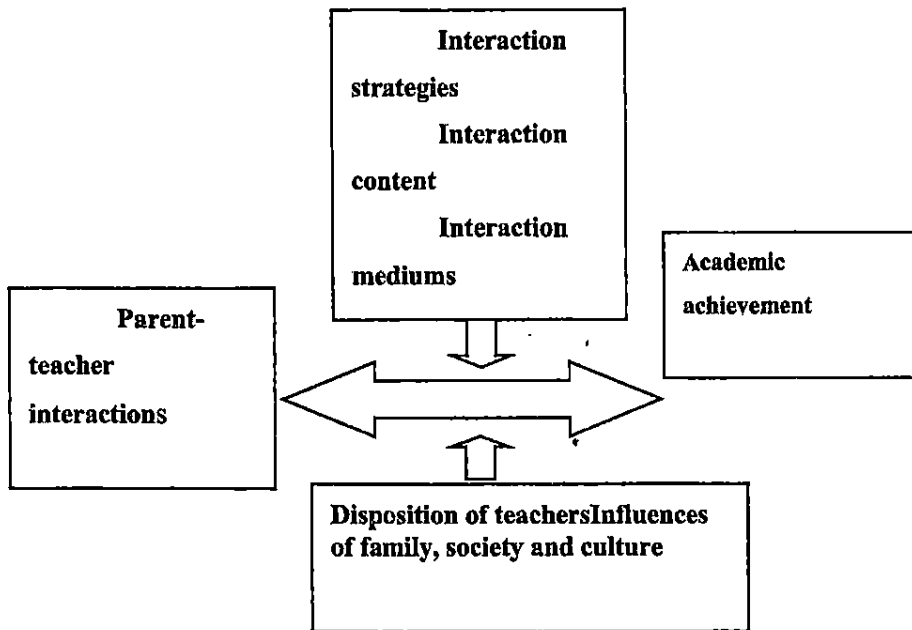 Interaction
strategies
Interaction
content
Interaction
mediums
Academic
achievement
Parent-
teacher
interactions
Disposition of teachersInfluences
of family, society and culture